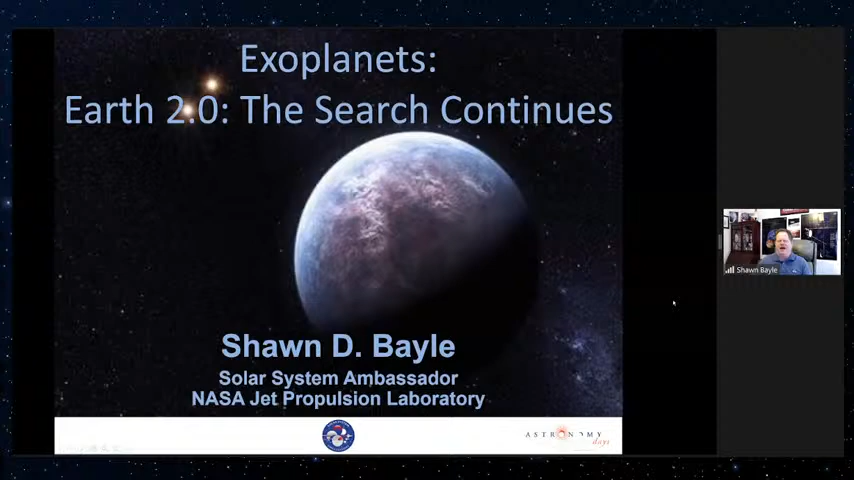 Exoplanets:
Earth 2.0: The Search Continues
Shawn D. Bayle
Solar System Ambassador
NASA Jet Propulsion Laboratory
ASTRONOMY
days
Shawn Bayle